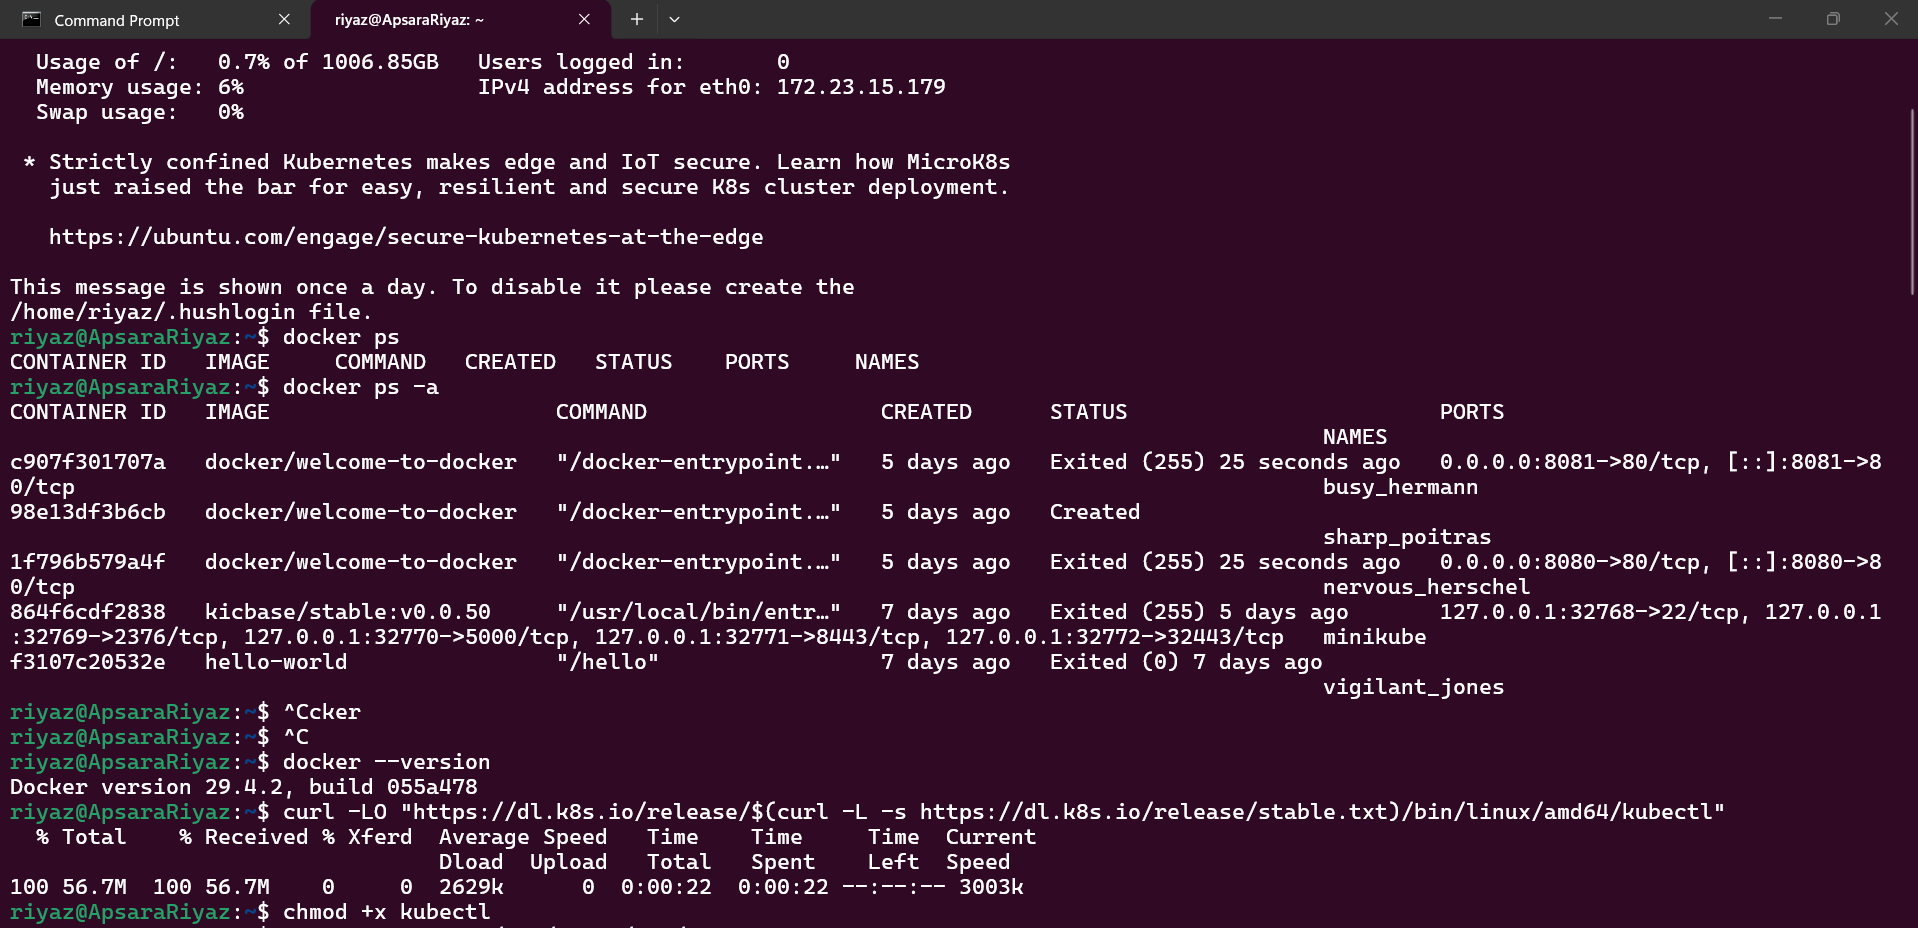 Command Prompt
riyaz@ApsaraRiyaz: ~
Usage of /:   0.7% of 1006.85GB   Users logged in:       0
Memory usage: 6%                  IPv4 address for eth0: 172.23.15.179
Swap usage:   0%
* Strictly confined Kubernetes makes edge and IoT secure. Learn how MicroK8s
just raised the bar for easy, resilient and secure K8s cluster deployment.
https://ubuntu.com/engage/secure-kubernetes-at-the-edge
This message is shown once a day. To disable it please create the
/home/riyaz/.hushlogin file.
riyaz@ApsaraRiyaz:~$ docker ps
CONTAINER ID   IMAGE     COMMAND   CREATED   STATUS    PORTS     NAMES
riyaz@ApsaraRiyaz:~$ docker ps -a
CONTAINER ID   IMAGE                      COMMAND                  CREATED      STATUS                        PORTS
NAMES
c907f301707a   docker/welcome-to-docker   "/docker-entrypoint.…"   5 days ago   Exited (255) 25 seconds ago   0.0.0.0:8081->80/tcp, [::]:8081->8
0/tcp                                                                                                busy_hermann
98e13df3b6cb   docker/welcome-to-docker   "/docker-entrypoint.…"   5 days ago   Created
sharp_poitras
1f796b579a4f   docker/welcome-to-docker   "/docker-entrypoint.…"   5 days ago   Exited (255) 25 seconds ago   0.0.0.0:8080->80/tcp, [::]:8080->8
0/tcp                                                                                                nervous_herschel
864f6cdf2838   kicbase/stable:v0.0.50     "/usr/local/bin/entr…"   7 days ago   Exited (255) 5 days ago       127.0.0.1:32768->22/tcp, 127.0.0.1
:32769->2376/tcp, 127.0.0.1:32770->5000/tcp, 127.0.0.1:32771->8443/tcp, 127.0.0.1:32772->32443/tcp   minikube
f3107c20532e   hello-world                "/hello"                 7 days ago   Exited (0) 7 days ago
vigilant_jones
riyaz@ApsaraRiyaz:~$ ^Ccker
riyaz@ApsaraRiyaz:~$ ^C
riyaz@ApsaraRiyaz:~$ docker --version
Docker version 29.4.2, build 055a478
riyaz@ApsaraRiyaz:~$ curl -LO "https://dl.k8s.io/release/$(curl -L -s https://dl.k8s.io/release/stable.txt)/bin/linux/amd64/kubectl"
% Total    % Received % Xferd  Average Speed   Time    Time     Time  Current
Dload  Upload   Total   Spent    Left  Speed
100 56.7M  100 56.7M    0     0  2629k      0  0:00:22  0:00:22 --:--:-- 3003k
riyaz@ApsaraRiyaz:~$ chmod +x kubectl